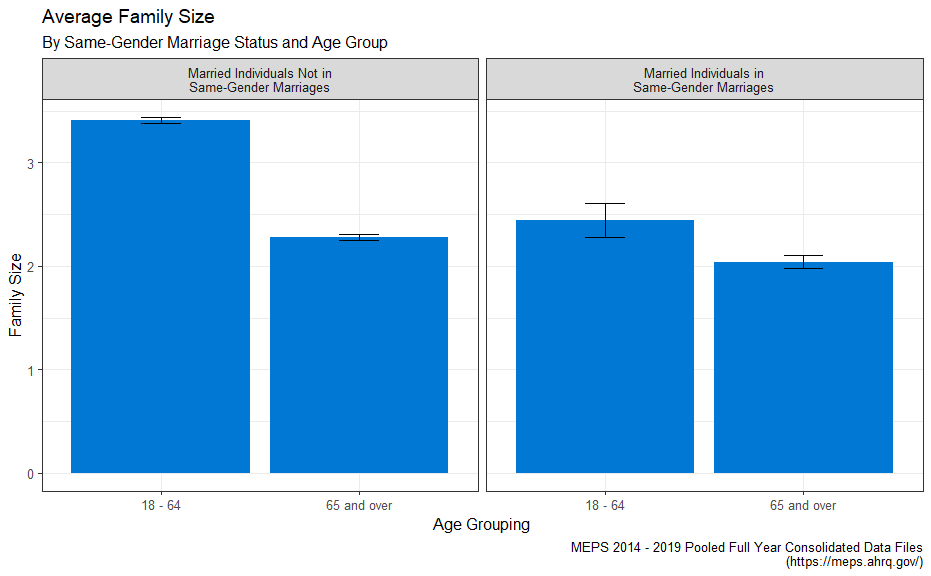 Average Family Size
By Same-Gender Marriage Status and Age Group
Married Individuals Not in
Same-Gender Marriages
Married Individuals in
Same-Gender Marriages
Family Size
3
2
1
0
18 - 64
65 and over
18 - 64
65 and over
Age Grouping
MEPS 2014 - 2019 Pooled Full Year Consolidated Data Files
(https://meps.ahrq.gov/)